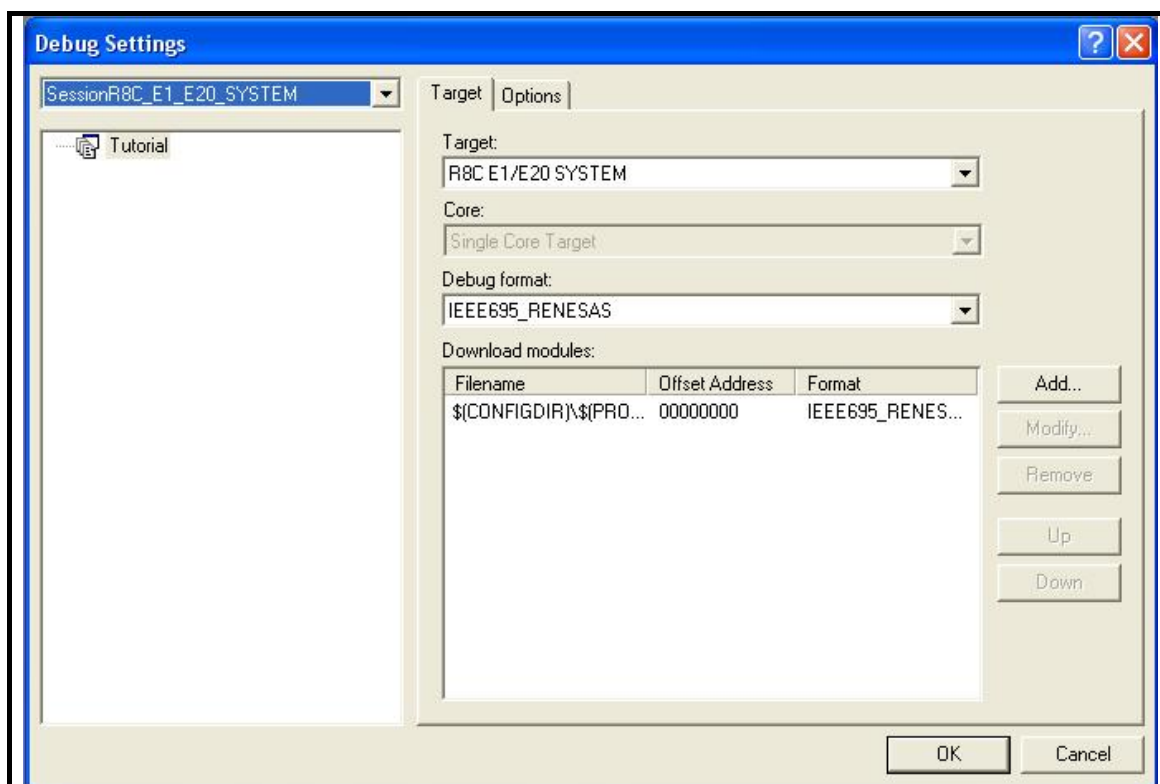 Debug Settings
SessionR8C_E1_E20_SYSTEM
Tutorial
Target Options
Target:
R8C E1/E20 SYSTEM
Core:
Single Core Target
Debug format:
IEEE695_RENESAS
Download modules:
Filename Offset Address Format
$(CONFIGDIR)\$(PRO... 00000000 IEEE695_RENES...
Add...
Modify...
Remove
Up
Down
OK Cancel